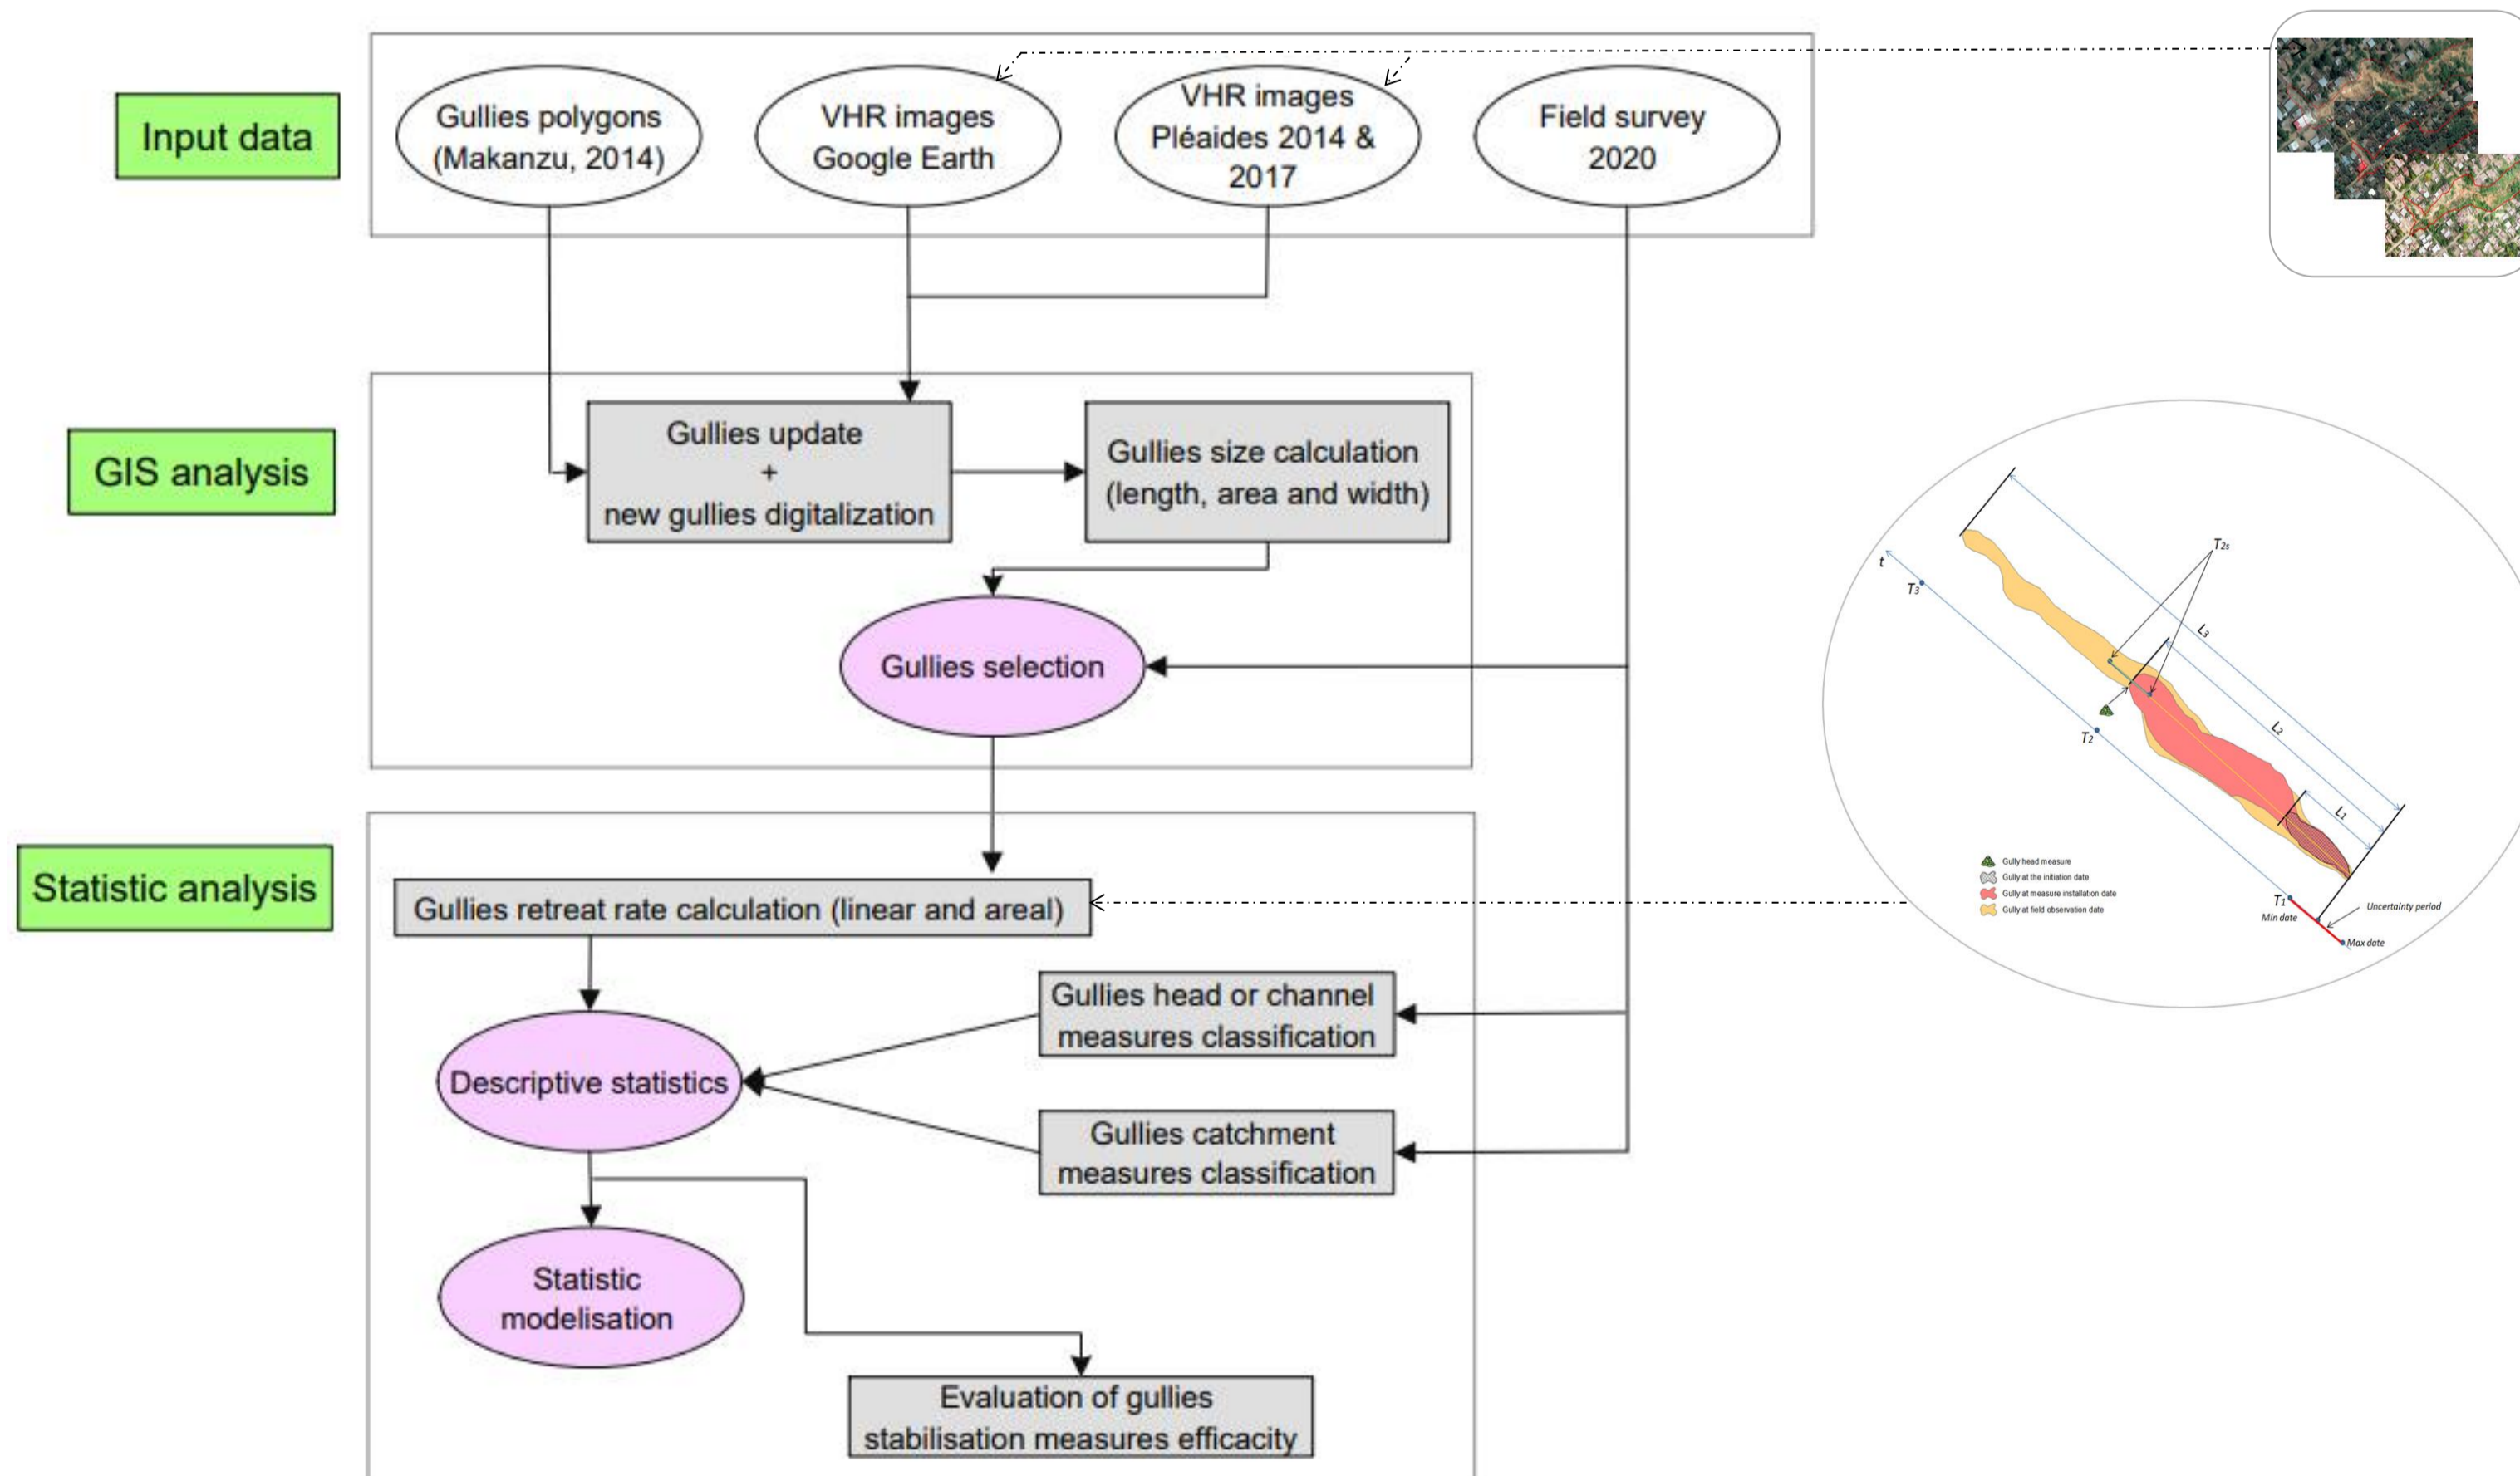 Input data
Gullies polygons
(Makanzu, 2014)
VHR images
Google Earth
VHR images
Pléaides 2014 &
2017
Field survey
2020
GIS analysis
Gullies update
+
new gullies digitalization
Gullies size calculation
(length, area and width)
Gullies selection
Statistic analysis
Gullies retreat rate calculation (linear and areal)
Gullies head or channel
measures classification
Descriptive statistics
Gullies catchment
measures classification
Statistic
modelisation
Evaluation of gullies
stabilisation measures efficacity
t
T3
T2s
L3
T2
L2
L1
Gully head measure
Gully at the initiation date
Gully at measure installation date
Gully at field observation date
T1
Min date
Uncertainty period
Max date